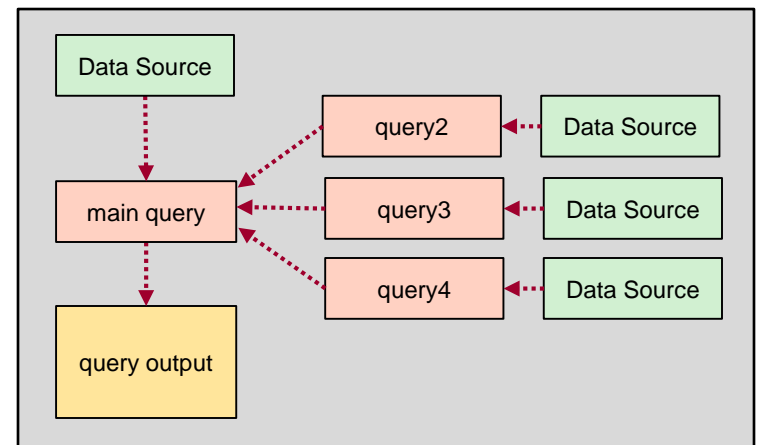 Data Source
query2
Data Source
main query
query3
Data Source
query4
Data Source
query output